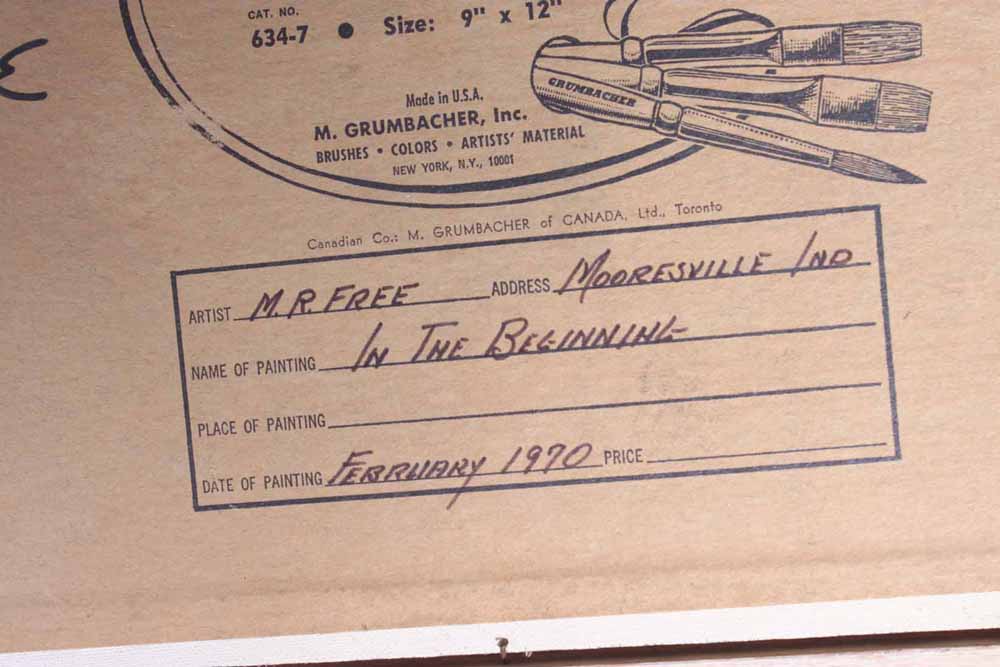 CAT. NO.
634-7 • Size: 9" x 12"
GRUMBACHER
Made in U.S.A.
M. GRUMBACHER, Inc.
BRUSHES • COLORS • ARTISTS' MATERIAL
NEW YORK, N.Y., 10001
Canadian Co.: M. GRUMBACHER of CANADA, Ltd., Toronto
ARTIST M. R. FREE ADDRESS MOORESVILLE IND
NAME OF PAINTING IN THE BEGINNING
PLACE OF PAINTING
DATE OF PAINTING FEBRUARY 1970 PRICE